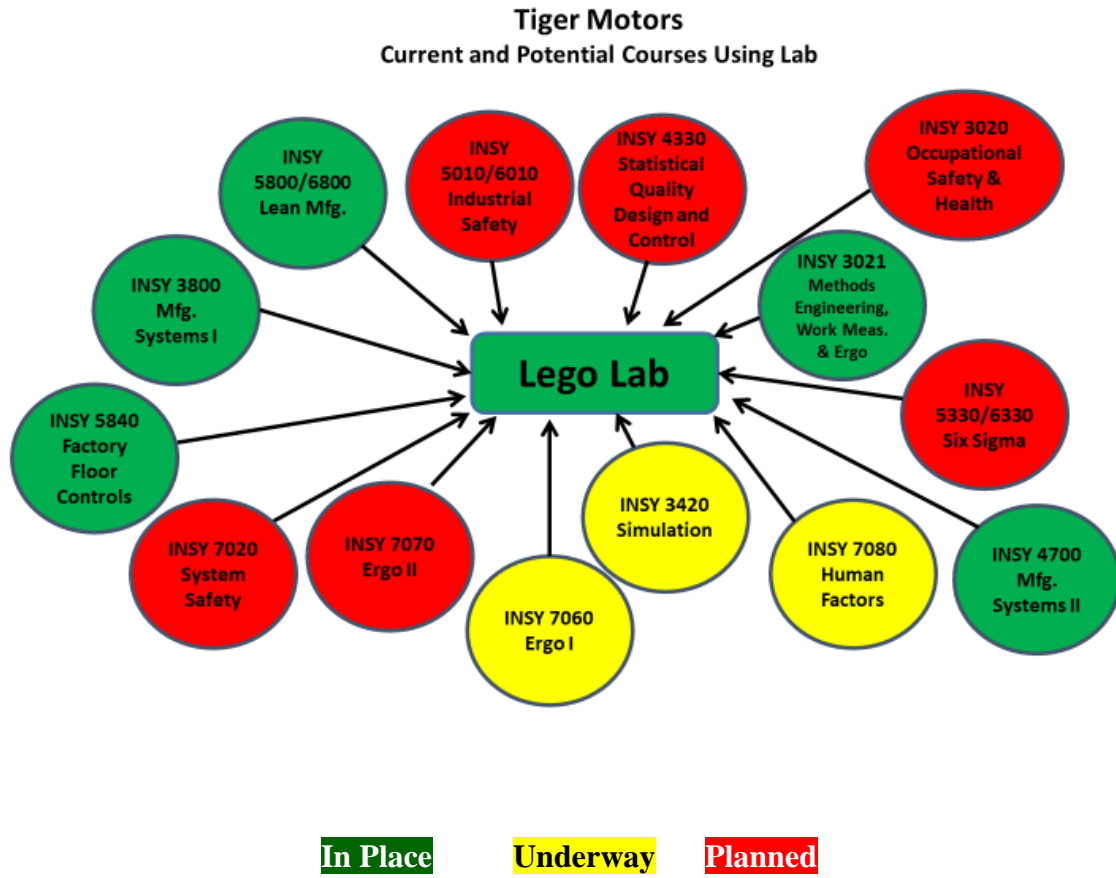 Tiger Motors
Current and Potential Courses Using Lab
INSY
5800/6800
Lean Mfg.
INSY
5010/6010
Industrial
Safety
INSY 4330
Statistical
Quality
Design and
Control
INSY 3020
Occupational
Safety &
Health
INSY 3800
Mfg.
Systems I
INSY 3021
Methods
Engineering,
Work Meas.
& Ergo
Lego Lab
INSY 5840
Factory
Floor
Controls
INSY
5330/6330
Six Sigma
INSY 7020
System
Safety
INSY 7070
Ergo II
INSY 7060
Ergo I
INSY 3420
Simulation
INSY 7080
Human
Factors
INSY 4700
Mfg.
Systems II
In Place Underway Planned